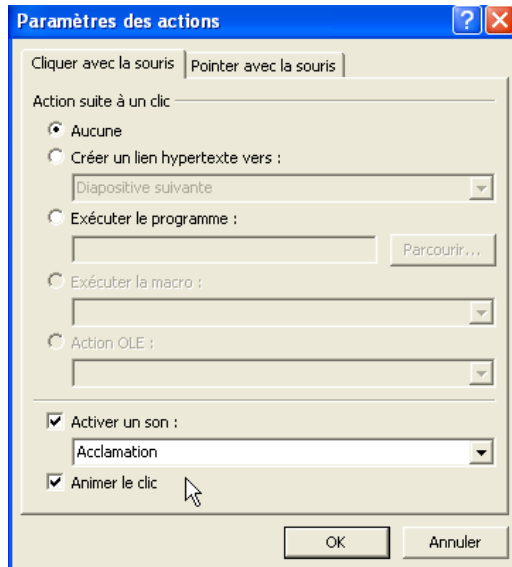 Paramètres des actions
Cliquer avec la souris Pointer avec la souris
Action suite à un clic
Aucune
Créer un lien hypertexte vers :
Diapositive suivante
Exécuter le programme :
Parcourir...
Exécuter la macro :
Action OLE :
Activer un son :
Acclamation
Animer le clic
OK Annuler